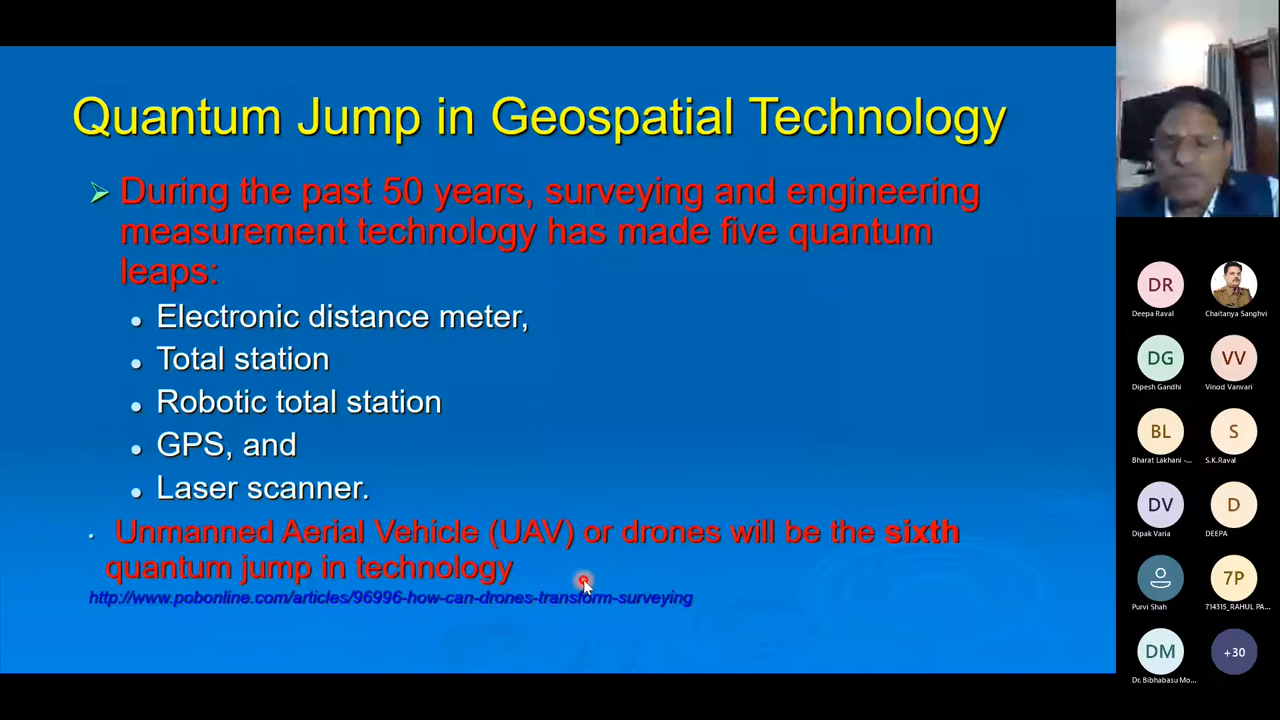 Quantum Jump in Geospatial Technology
During the past 50 years, surveying and engineering
measurement technology has made five quantum
leaps:
Electronic distance meter,
Total station
Robotic total station
GPS, and
Laser scanner.
Unmanned Aerial Vehicle (UAV) or drones will be the sixth
quantum jump in technology
http://www.pobonline.com/articles/96996-how-can-drones-transform-surveying
DR
Deepa Raval
Chaitanya Sanghvi
DG
Dipesh Gandhi
VV
Vinod Vanvari
BL
Bharat Lakhani -...
S
S.K.Raval
DV
Dipak Varia
D
DEEPA
Purvi Shah
7P
714315_RAHUL PA...
DM
Dr. Bibhabasu Mo...
+30